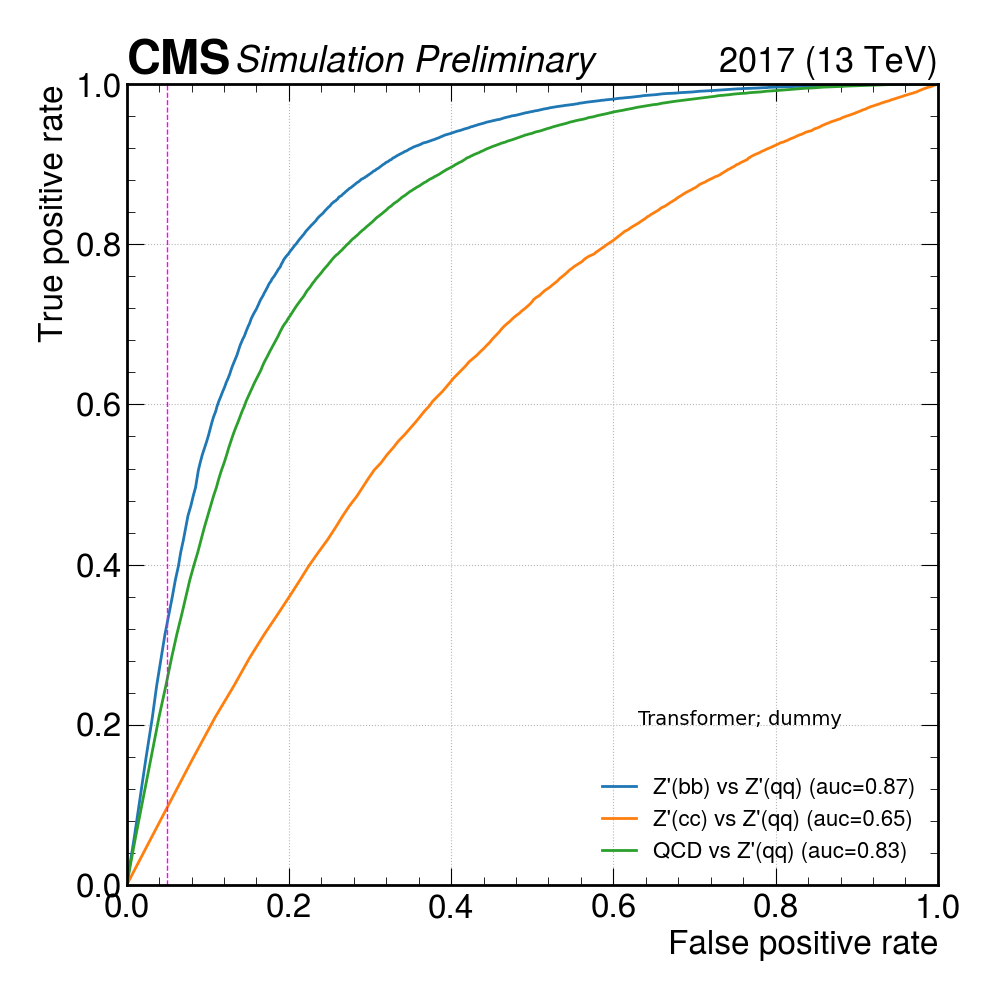 CMS Simulation Preliminary 2017 (13 TeV)
True positive rate
1.0
0.8
0.6
0.4
0.2
0.0
Transformer; dummy
Z'(bb) vs Z'(qq) (auc=0.87)
Z'(cc) vs Z'(qq) (auc=0.65)
QCD vs Z'(qq) (auc=0.83)
0.0 0.2 0.4 0.6 0.8 1.0
False positive rate